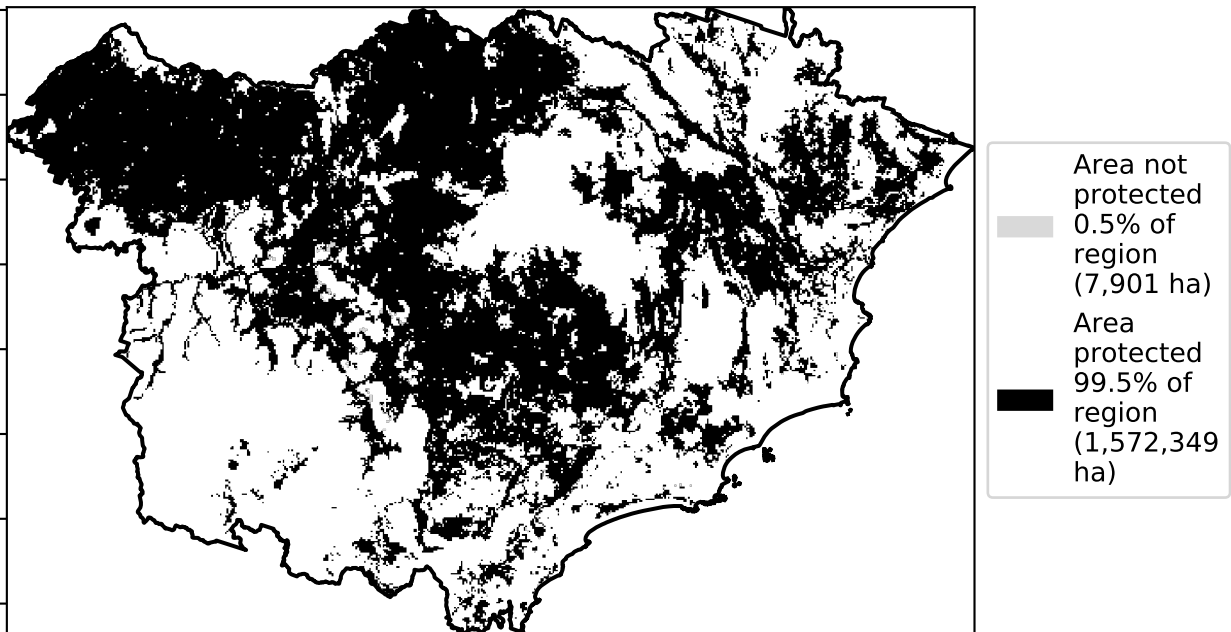 Area not
protected
0.5% of
region
(7,901 ha)
Area
protected
99.5% of
region
(1,572,349
ha)